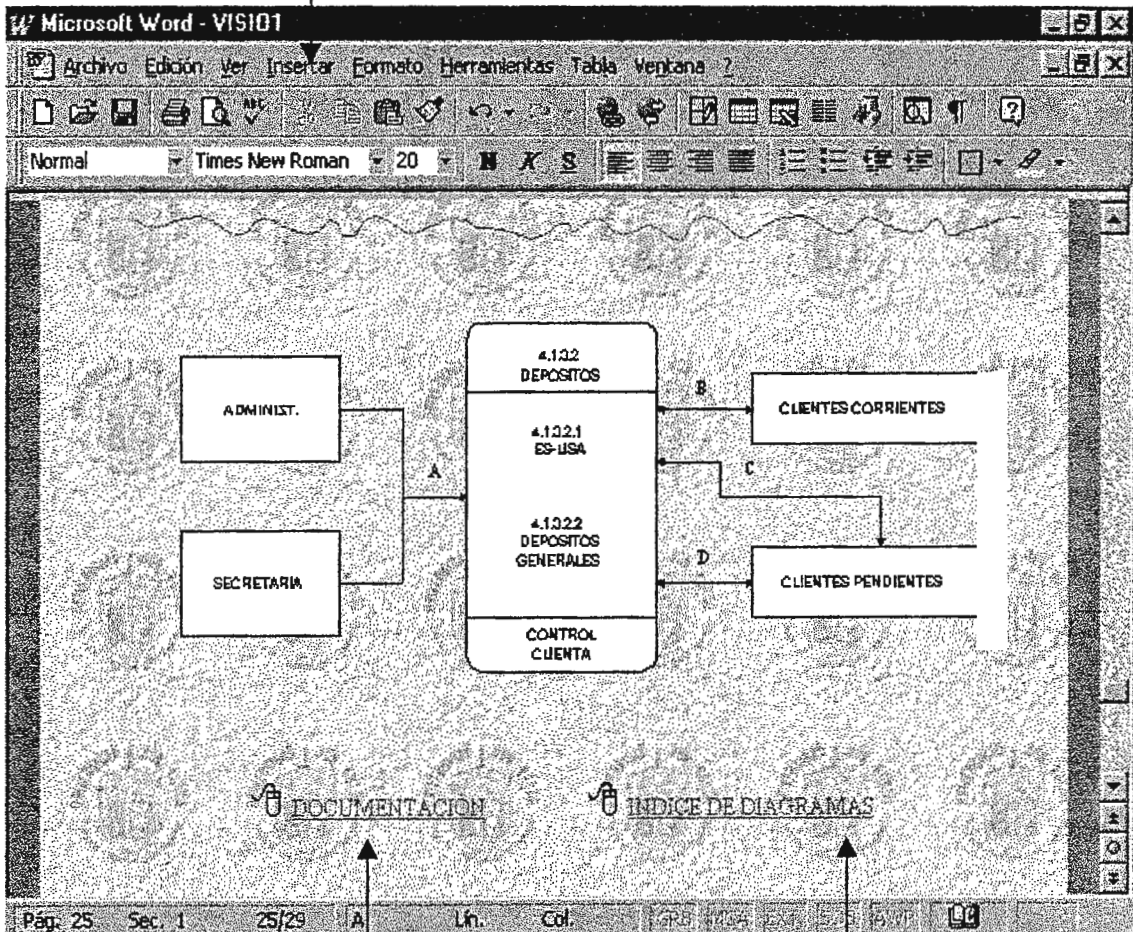 Microsoft Word - VISIO1
Archivo Edición Ver Insertar Formato Herramientas Tabla Ventana ?
Normal Times New Roman 20 N K S
4.1.3.2
DEPOSITOS
ADMINIST.
B
CLIENTES CORRIENTES
4.1.3.2.1
ES-USA
A
C
4.1.3.2.2
DEPOSITOS
GENERALES
SECRETARIA
D
CLIENTES PENDIENTES
CONTROL
CUENTA
DOCUMENTACION INDICE DE DIAGRAMAS
Pág. 25 Sec. 1 25/29 A Lín. Col.